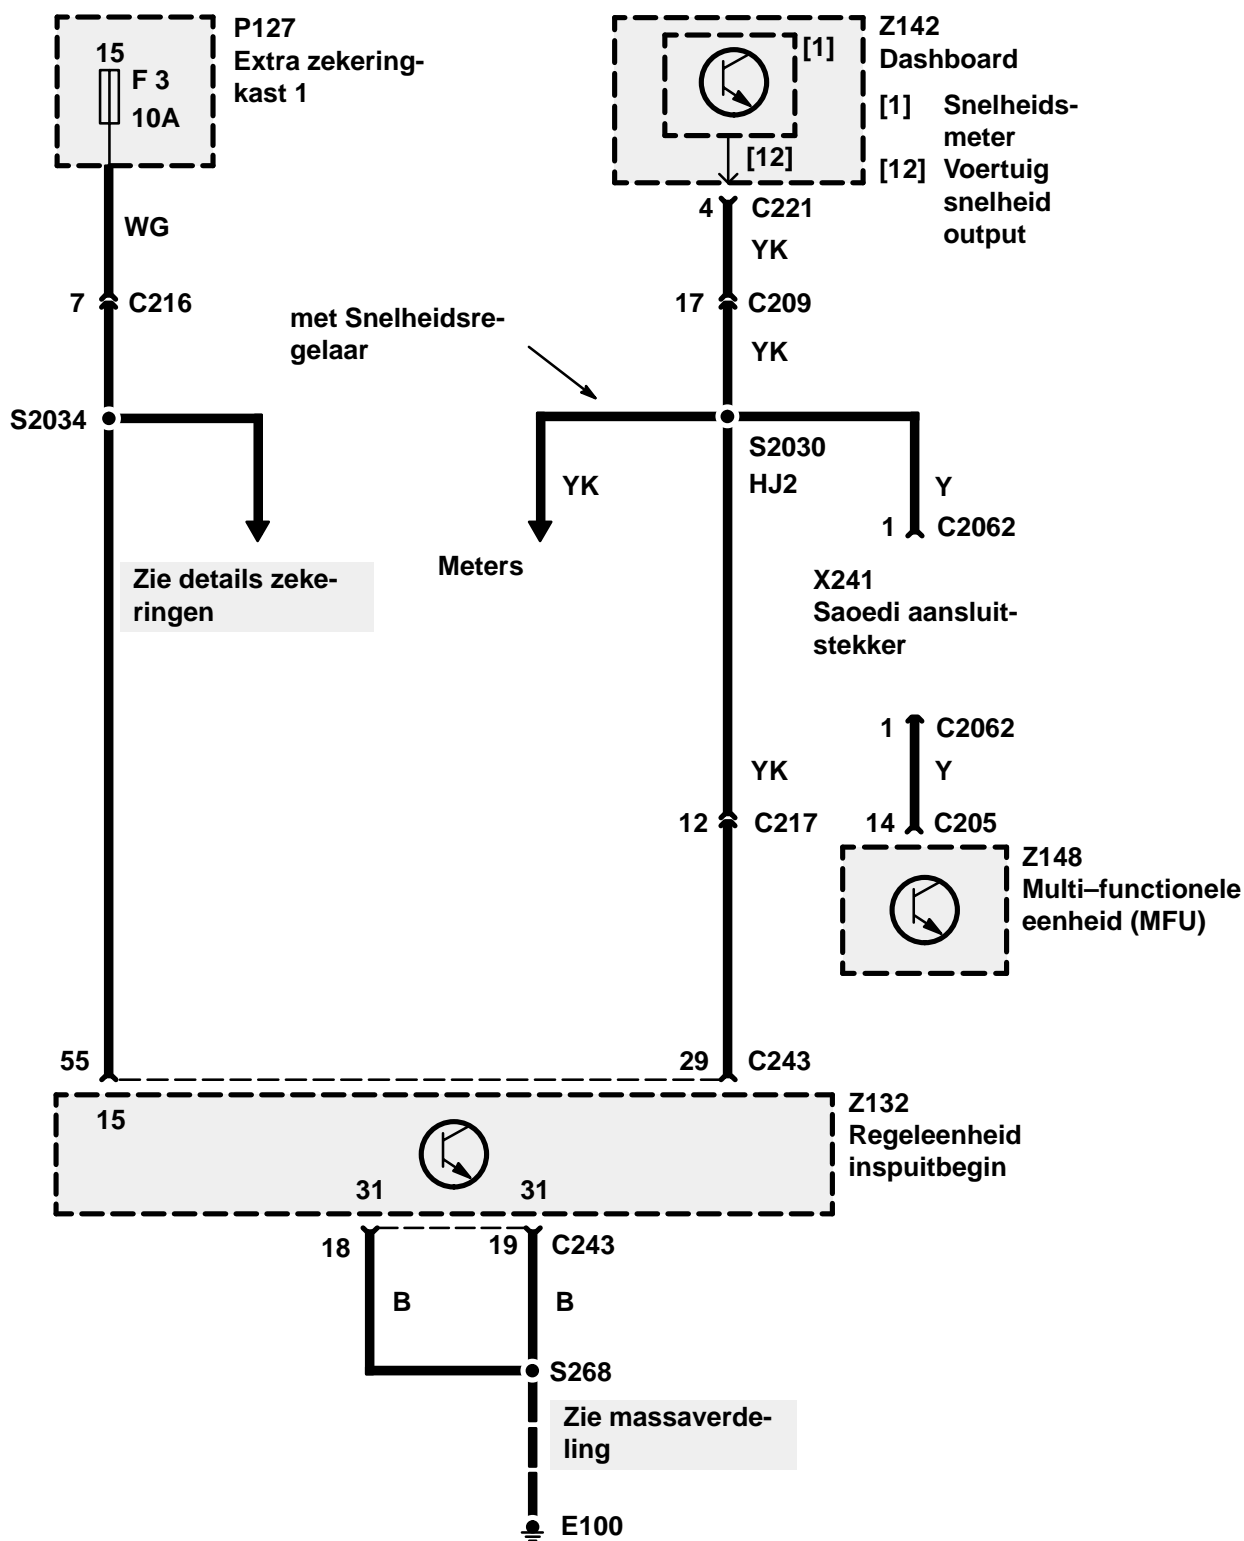 P127
Extra zekering-
kast 1
15
F 3
10A
WG
7 C216
S2034
Zie details zeke-
ringen
met Snelheidsre-
gelaar
[1]
[12]
Z142
Dashboard
[1] Snelheids-
meter
[12] Voertuig
snelheid
output
4 C221
YK
17 C209
YK
S2030
HJ2
YK
Meters
Y
1 C2062
X241
Saoedi aansluit-
stekker
1 C2062
Y
YK
12 C217
14 C205
Z148
Multi–functionele
eenheid (MFU)
55
29 C243
15
Z132
Regeleenheid
inspuitbegin
31 31
18 19 C243
B B
S268
Zie massaverde-
ling
E100